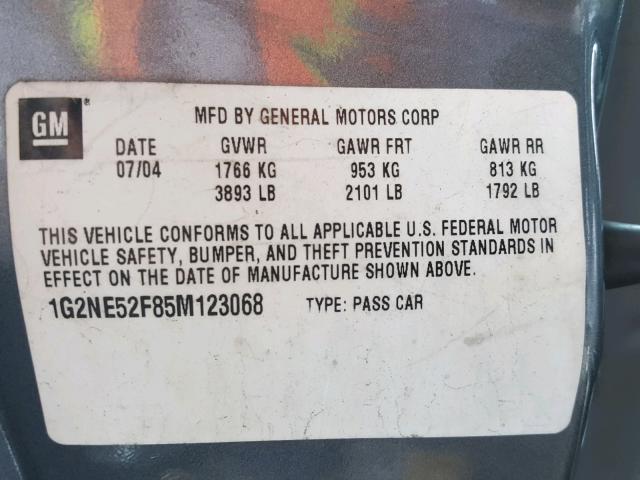 GM ®
MFD BY GENERAL MOTORS CORP
DATE GVWR GAWR FRT GAWR RR
07/04 1766 KG 953 KG 813 KG
3893 LB 2101 LB 1792 LB
THIS VEHICLE CONFORMS TO ALL APPLICABLE U.S. FEDERAL MOTOR
VEHICLE SAFETY, BUMPER, AND THEFT PREVENTION STANDARDS IN
EFFECT ON THE DATE OF MANUFACTURE SHOWN ABOVE.
1G2NE52F85M123068 TYPE: PASS CAR